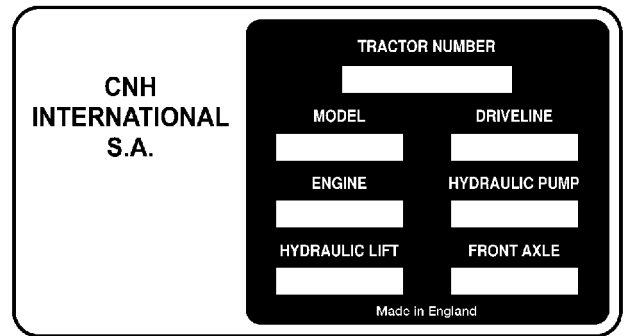 CNH
INTERNATIONAL
S.A.
TRACTOR NUMBER
MODEL DRIVELINE
ENGINE HYDRAULIC PUMP
HYDRAULIC LIFT FRONT AXLE
Made in England